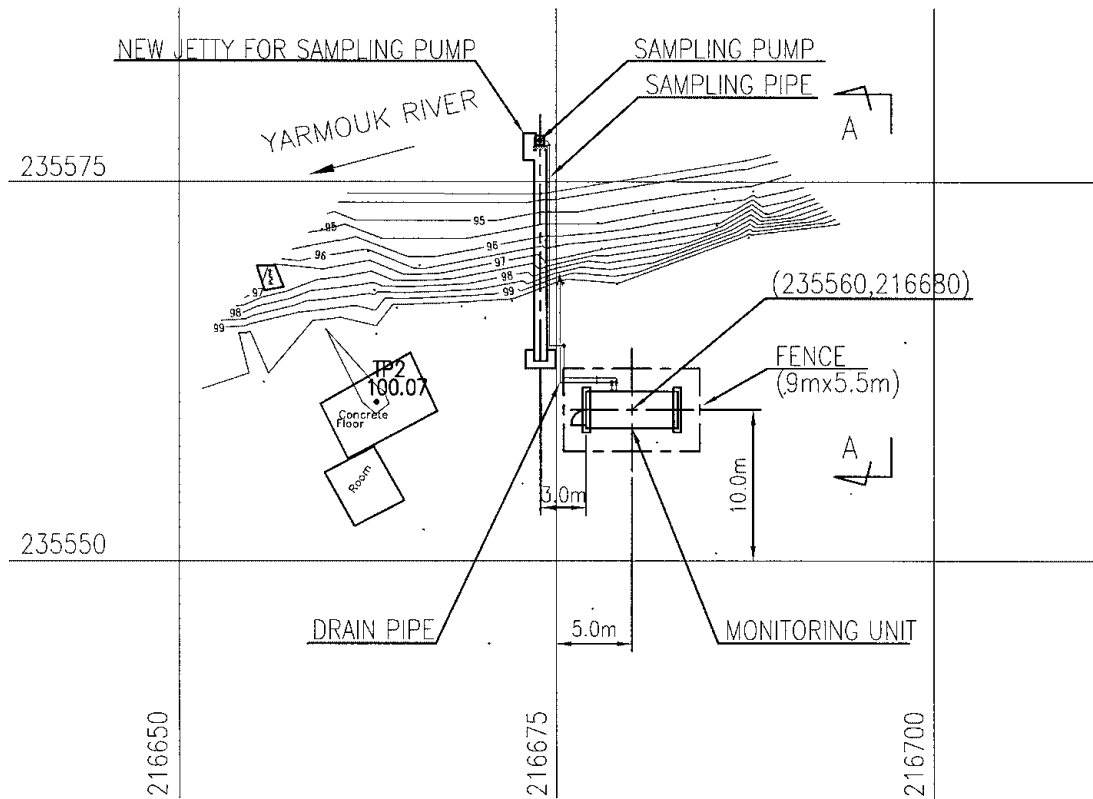 NEW JETTY FOR SAMPLING PUMP
SAMPLING PUMP
SAMPLING PIPE
YARMOUK RIVER
A
235575
95
95
96
96
97
97
98
98
99
99
(235560,216680)
FENCE
(.9mx5.5m)
TP2
100.07
Concrete
Floor
Room
A
3.0m
10.0m
235550
DRAIN PIPE
5.0m
MONITORING UNIT
216650
216675
216700